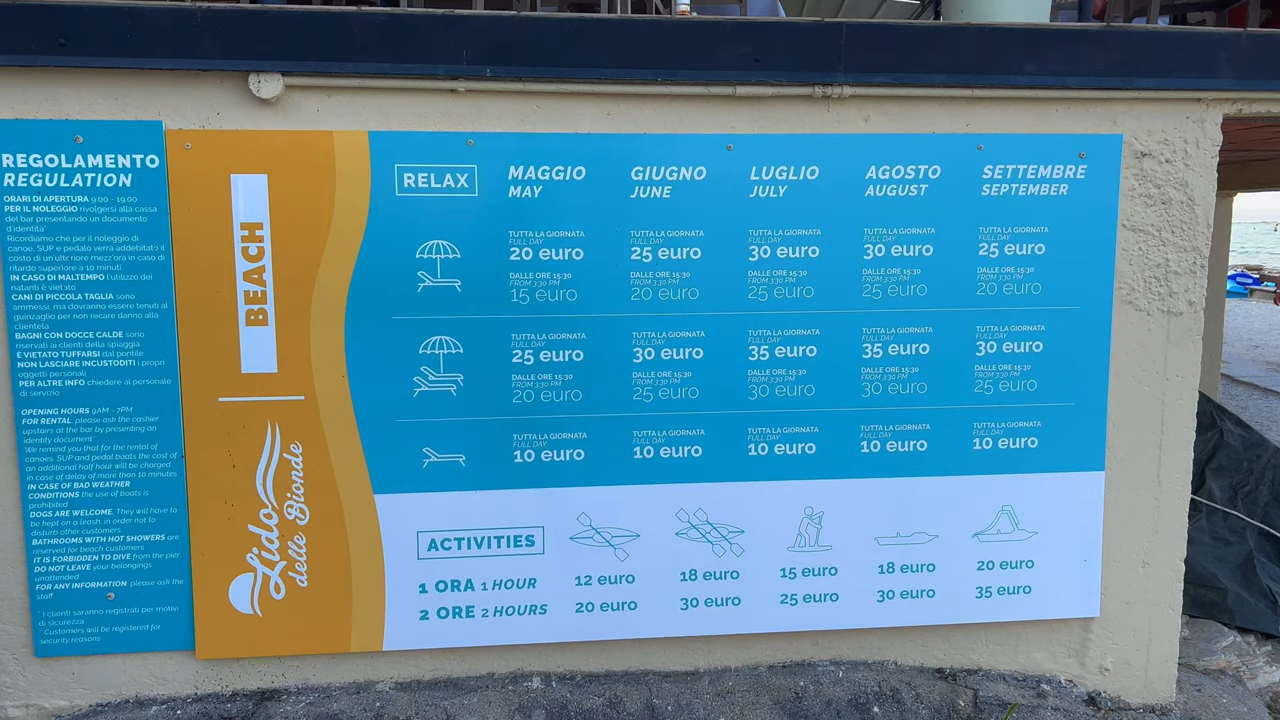 REGOLAMENTO
REGULATION
ORARI DI APERTURA 9:00 - 19:00
PER IL NOLEGGIO rivolgersi alla cassa
del bar presentando un documento
d'identità*
Ricordiamo che per il noleggio di
canoe, SUP e pedalò verrà addebitato il
costo di un'ulteriore mezz'ora in caso di
ritardo superiore a 10 minuti
IN CASO DI MALTEMPO l'utilizzo dei
natanti è vietato
CANI DI PICCOLA TAGLIA sono
ammessi, ma dovranno essere tenuti al
guinzaglio per non recare danno alla
clientela
BAGNI CON DOCCE CALDE sono
riservati ai clienti della spiaggia
È VIETATO TUFFARSI dal pontile
NON LASCIARE INCUSTODITI i propri
oggetti personali
PER ALTRE INFO chiedere al personale
di servizio
OPENING HOURS 9AM - 7PM
FOR RENTAL, please ask the cashier
upstairs at the bar by presenting an
identity document*
We remind you that for the rental of
canoes, SUP and pedal boats the cost of
an additional half hour will be charged
in case of delay of more than 10 minutes
IN CASE OF BAD WEATHER
CONDITIONS the use of boats is
prohibited
DOGS ARE WELCOME. They will have to
be kept on a leash, in order not to
disturb other customers
BATHROOMS WITH HOT SHOWERS are
reserved for beach customers
IT IS FORBIDDEN TO DIVE from the pier
DO NOT LEAVE your belongings
unattended
FOR ANY INFORMATION, please ask the
staff
* I clienti saranno registrati per motivi
di sicurezza
* Customers will be registered for
security reasons
BEACH
Lido
delle Bionde
RELAX
MAGGIO GIUGNO LUGLIO AGOSTO SETTEMBRE
MAY JUNE JULY AUGUST SEPTEMBER
TUTTA LA GIORNATA TUTTA LA GIORNATA TUTTA LA GIORNATA TUTTA LA GIORNATA TUTTA LA GIORNATA
FULL DAY FULL DAY FULL DAY FULL DAY FULL DAY
20 euro 25 euro 30 euro 30 euro 25 euro
DALLE ORE 15:30 DALLE ORE 15:30 DALLE ORE 15:30 DALLE ORE 15:30 DALLE ORE 15:30
FROM 3:30 PM FROM 3:30 PM FROM 3:30 PM FROM 3:30 PM FROM 3:30 PM
15 euro 20 euro 25 euro 25 euro 20 euro
TUTTA LA GIORNATA TUTTA LA GIORNATA TUTTA LA GIORNATA TUTTA LA GIORNATA TUTTA LA GIORNATA
FULL DAY FULL DAY FULL DAY FULL DAY FULL DAY
25 euro 30 euro 35 euro 35 euro 30 euro
DALLE ORE 15:30 DALLE ORE 15:30 DALLE ORE 15:30 DALLE ORE 15:30 DALLE ORE 15:30
FROM 3:30 PM FROM 3:30 PM FROM 3:30 PM FROM 3:30 PM FROM 3:30 PM
20 euro 25 euro 30 euro 30 euro 25 euro
TUTTA LA GIORNATA TUTTA LA GIORNATA TUTTA LA GIORNATA TUTTA LA GIORNATA TUTTA LA GIORNATA
FULL DAY FULL DAY FULL DAY FULL DAY FULL DAY
10 euro 10 euro 10 euro 10 euro 10 euro
ACTIVITIES
1 ORA 1 HOUR 12 euro 18 euro 15 euro 18 euro 20 euro
2 ORE 2 HOURS 20 euro 30 euro 25 euro 30 euro 35 euro